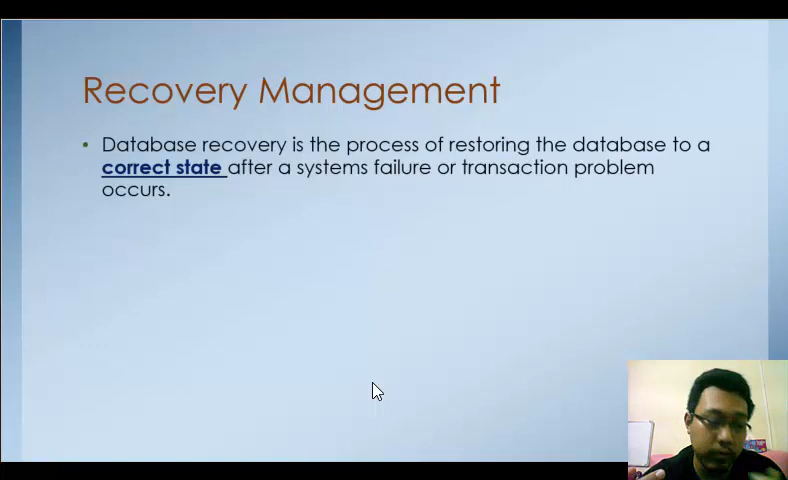 Recovery Management
• Database recovery is the process of restoring the database to a
correct state after a systems failure or transaction problem
occurs.